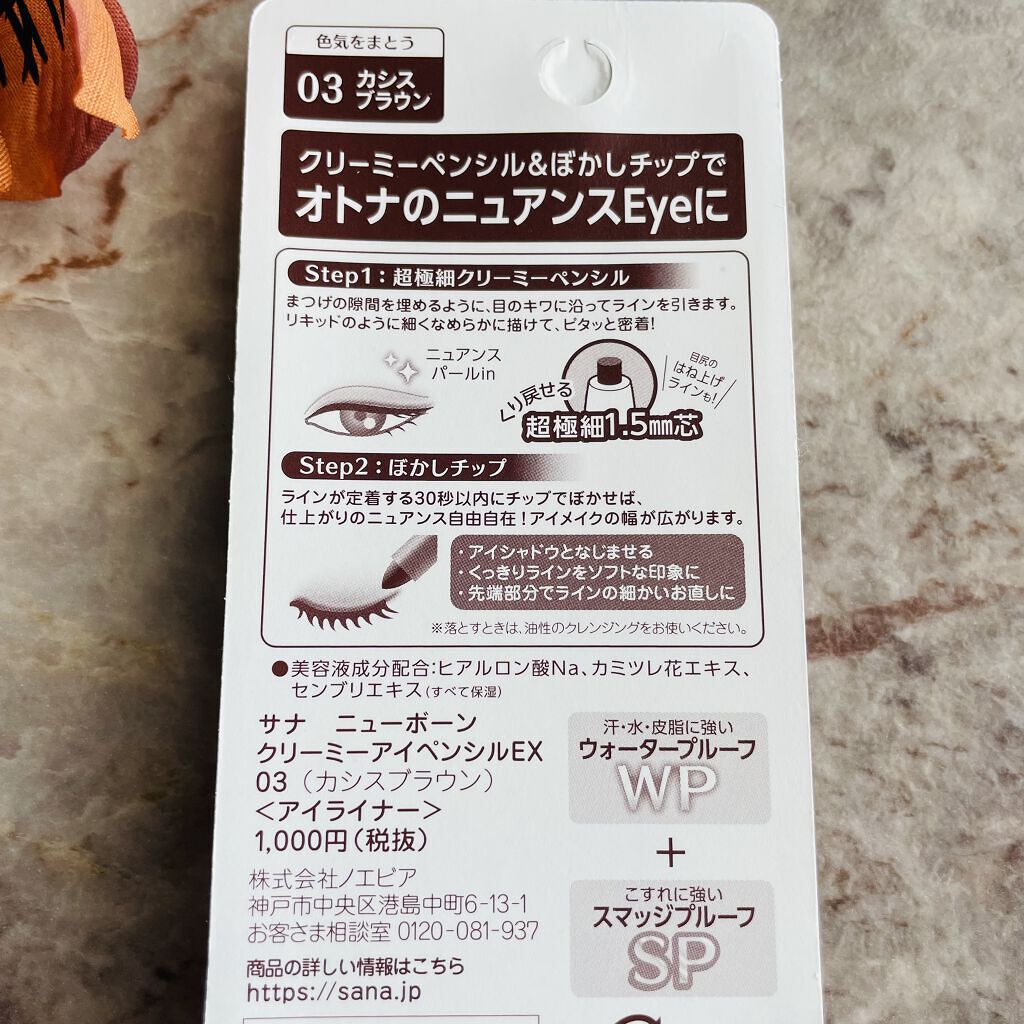 色気をまとう
03 カシス
ブラウン
クリーミーペンシル&ぼかしチップで
オトナのニュアンスEyeに
Step1：超極細クリーミーペンシル
まつげの隙間を埋めるように、目のキワに沿ってラインを引きます。
リキッドのように細くなめらかに描けて、ピタッと密着！
ニュアンス
パールin
くり戻せる
超極細1.5mm芯
目尻の
はね上げ
ラインも！
Step2：ぼかしチップ
ラインが定着する30秒以内にチップでぼかせば、
仕上がりのニュアンス自由自在！アイメイクの幅が広がります。
・アイシャドウとなじませる
・くっきりラインをソフトな印象に
・先端部分でラインの細かいお直しに
※落とすときは、油性のクレンジングをお使いください。
●美容液成分配合：ヒアルロン酸Na、カミツレ花エキス、
センブリエキス（すべて保湿）
サナ ニューボーン
クリーミーアイペンシルEX
03（カシスブラウン）
＜アイライナー＞
1,000円（税抜）
株式会社ノエビア
神戸市中央区港島中町6-13-1
お客さま相談室 0120-081-937
商品の詳しい情報はこちら
https://sana.jp
汗・水・皮脂に強い
ウォータープルーフ
WP
+
こすれに強い
スマッジプルーフ
SP